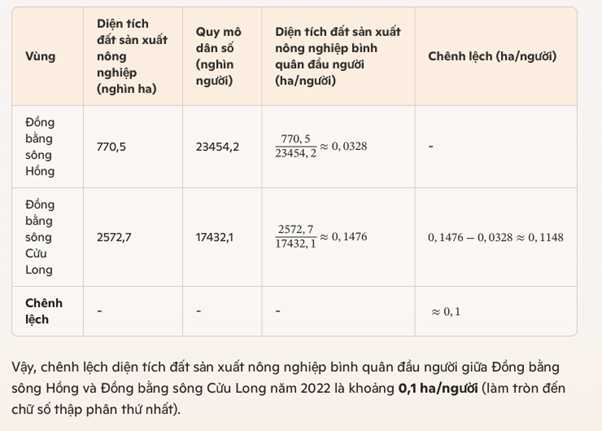 Vùng
Diện tích
đất sản xuất
nông
nghiệp
(nghìn ha)
Quy mô
dân số
(nghìn
người)
Diện tích đất sản xuất
nông nghiệp bình
quân đầu người
(ha/người)
Chênh lệch (ha/người)
Đồng
bằng
sông
Hồng
770,5
23454,2
770,5
23454,2
≈ 0,0328
-
Đồng
bằng
sông
Cửu
Long
2572,7
17432,1
2572,7
17432,1
≈ 0,1476
0,1476 − 0,0328 ≈ 0,1148
Chênh
lệch
-
-
-
≈ 0,1
Vậy, chênh lệch diện tích đất sản xuất nông nghiệp bình quân đầu người giữa Đồng bằng
sông Hồng và Đồng bằng sông Cửu Long năm 2022 là khoảng 0,1 ha/người (làm tròn đến
chữ số thập phân thứ nhất).